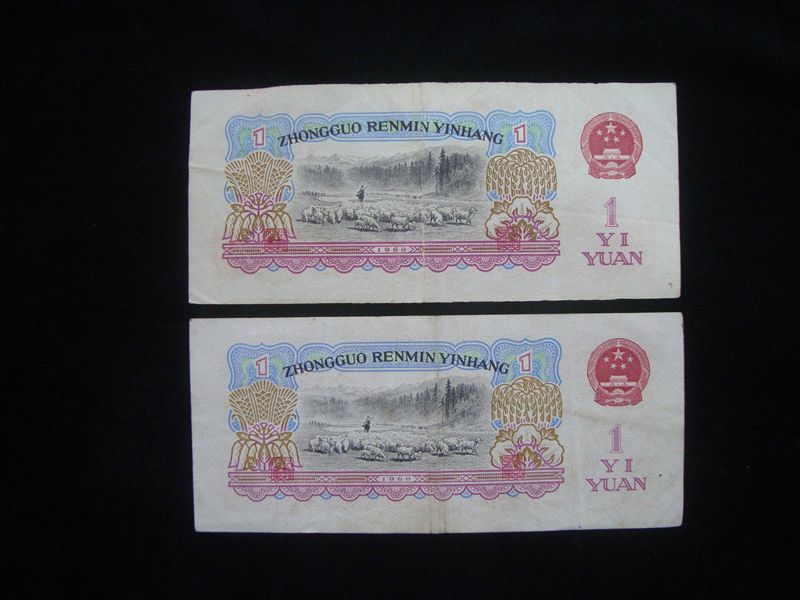 ZHONGGUO RENMIN YINHANG
1 1
1960
1
YI
YUAN
ZHONGGUO RENMIN YINHANG
1 1
1960
1
YI
YUAN